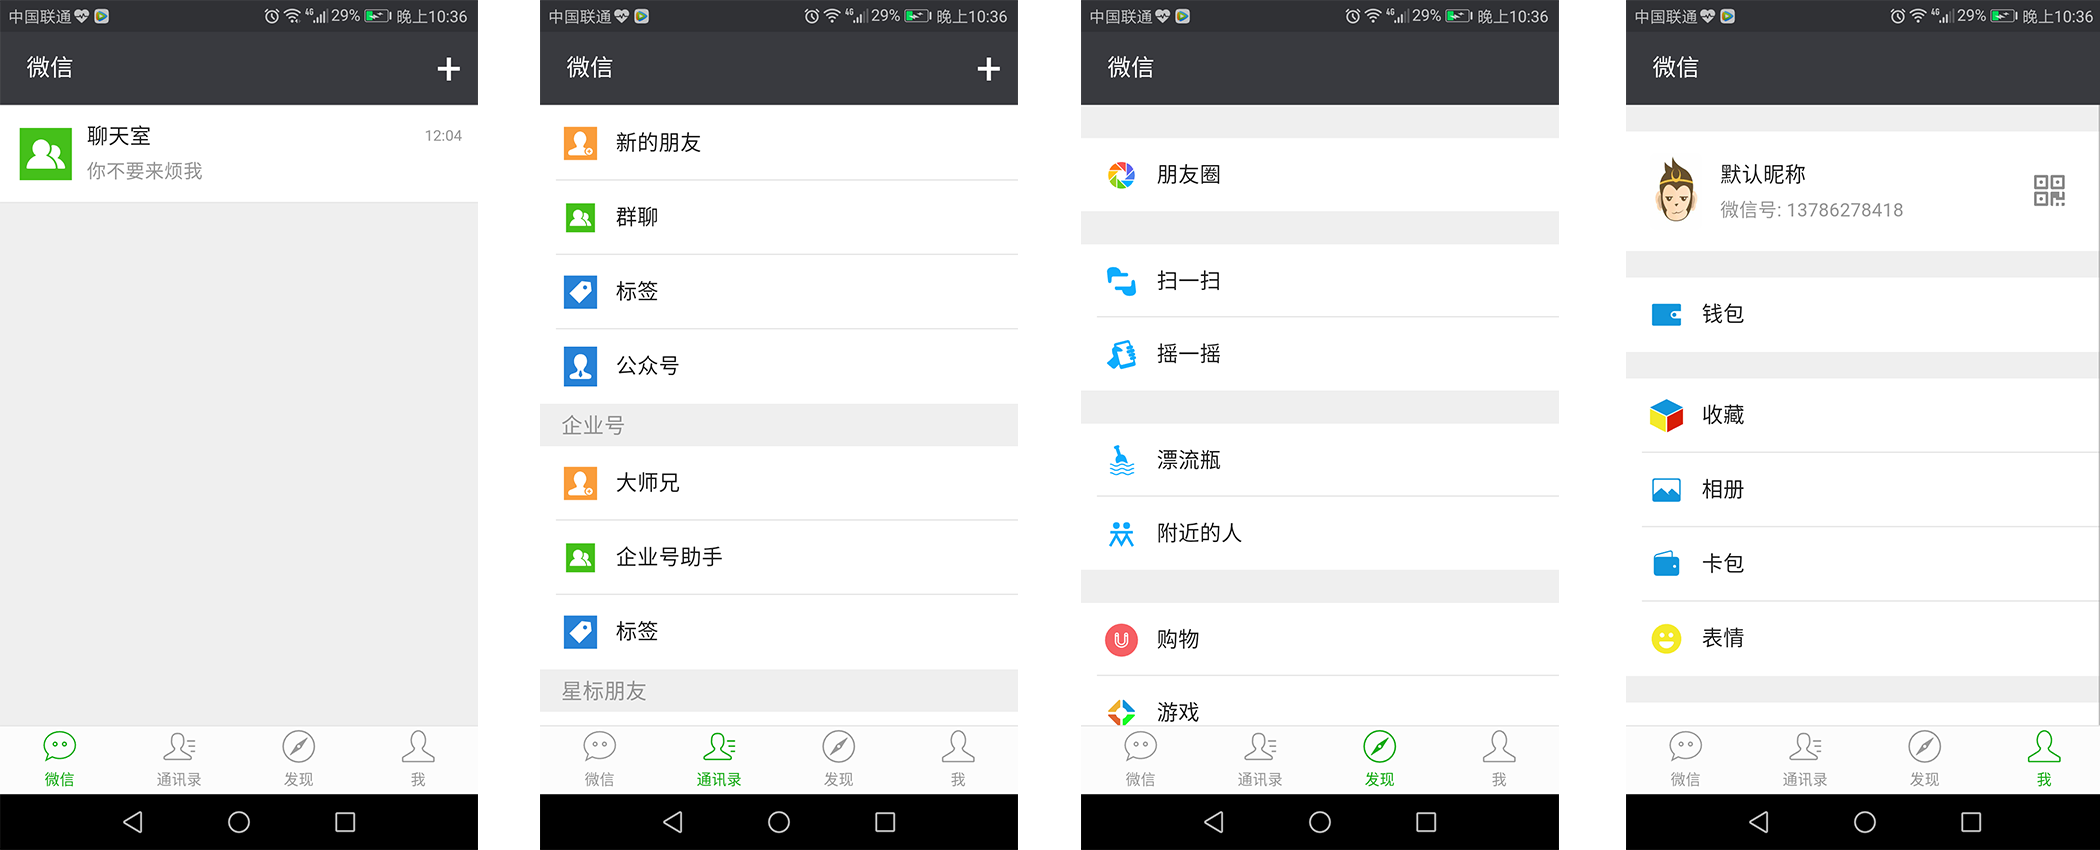 中国联通 4G 29% 晚上10:36
微信
聊天室 12:04
你不要来烦我
微信 通讯录 发现 我
中国联通 4G 29% 晚上10:36
微信
新的朋友
群聊
标签
公众号
企业号
大师兄
企业号助手
标签
星标朋友
微信 通讯录 发现 我
中国联通 4G 29% 晚上10:36
微信
朋友圈
扫一扫
摇一摇
漂流瓶
附近的人
购物
游戏
微信 通讯录 发现 我
中国联通 4G 29% 晚上10:36
微信
默认昵称
微信号: 13786278418
钱包
收藏
相册
卡包
表情
微信 通讯录 发现 我